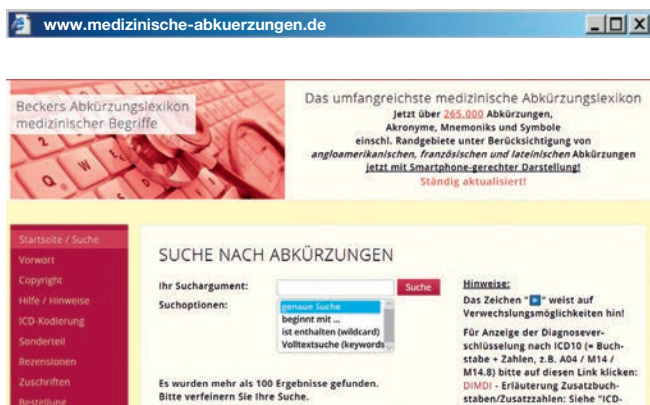 www.medizinische-abkuerzungen.de
Beckers Abkürzungslexikon
medizinischer Begriffe
Das umfangreichste medizinische Abkürzungslexikon
Jetzt über 265.000 Abkürzungen,
Akronyme, Mnemoniks und Symbole
einschl. Randgebiete unter Berücksichtigung von
angloamerikanischen, französischen und lateinischen Abkürzungen
jetzt mit Smartphone-gerechter Darstellung!
Ständig aktualisiert!
Startseite / Suche
Vorwort
Copyright
Hilfe / Hinweise
ICD-Kodierung
Sonderteil
Rezensionen
Zuschriften
Bestellung
SUCHE NACH ABKÜRZUNGEN
Ihr Suchargument:
Suche
Suchoptionen:
genaue Suche
beginnt mit ...
ist enthalten (wildcard)
Volltextsuche (keywords
Es wurden mehr als 100 Ergebnisse gefunden.
Bitte verfeinern Sie Ihre Suche.
Hinweise:
Das Zeichen "" weist auf
Verwechslungsmöglichkeiten hin!
Für Anzeige der Diagnosever-
schlüsselung nach ICD10 (= Buch-
stabe + Zahlen, z.B. A04 / M14 /
M14.8) bitte auf diesen Link klicken:
DIMDI - Erläuterung Zusatzbuch-
staben/Zusatzzahlen: Siehe "ICD-